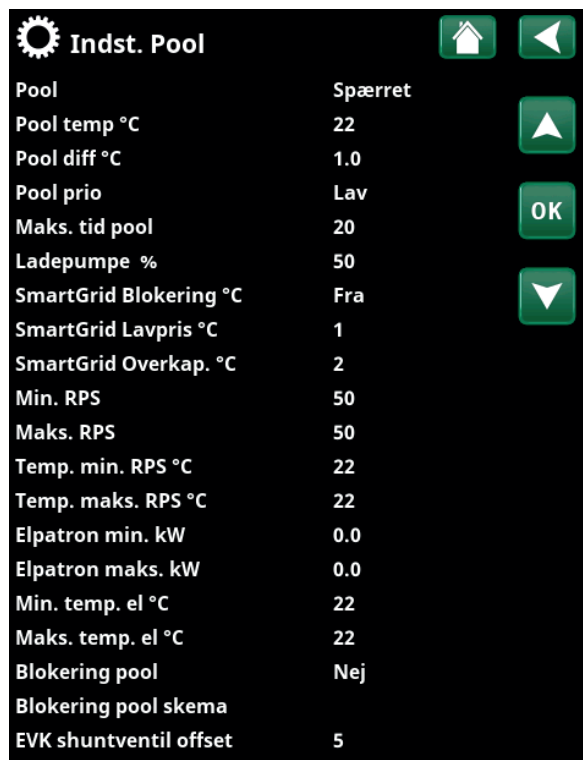 Indst. Pool
Pool Spærret
Pool temp °C 22
Pool diff °C 1.0
Pool prio Lav
Maks. tid pool 20
OK
Ladepumpe % 50
SmartGrid Blokering °C Fra
SmartGrid Lavpris °C 1
SmartGrid Overkap. °C 2
Min. RPS 50
Maks. RPS 50
Temp. min. RPS °C 22
Temp. maks. RPS °C 22
Elpatron min. kW 0.0
Elpatron maks. kW 0.0
Min. temp. el °C 22
Maks. temp. el °C 22
Blokering pool Nej
Blokering pool skema
EVK shuntventil offset 5